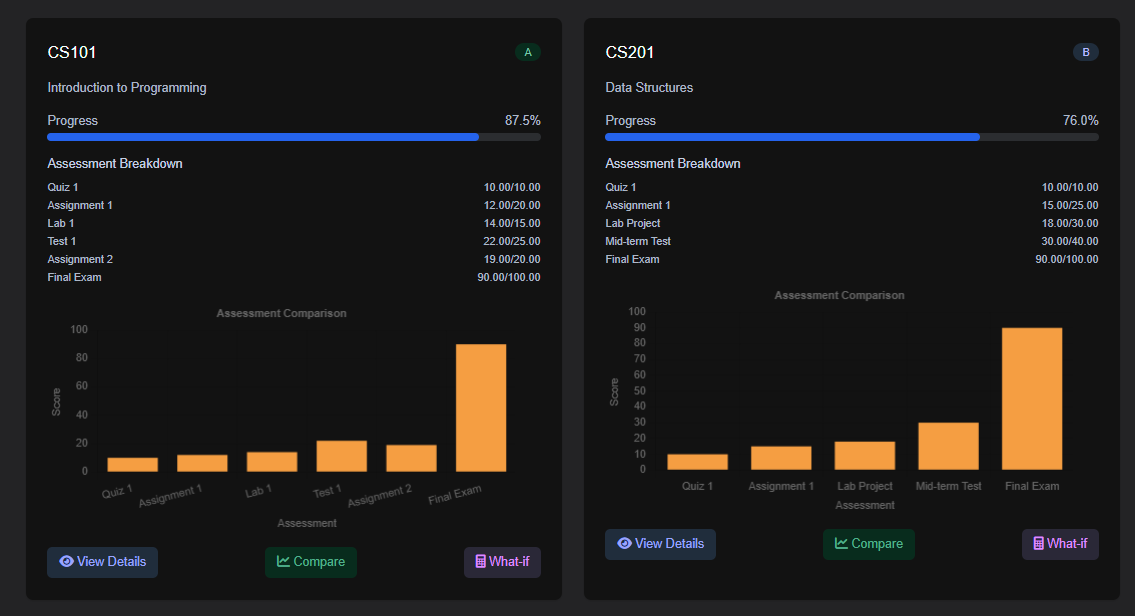 CS101 A
Introduction to Programming
Progress 87.5%
Assessment Breakdown
Quiz 1 10.00/10.00
Assignment 1 12.00/20.00
Lab 1 14.00/15.00
Test 1 22.00/25.00
Assignment 2 19.00/20.00
Final Exam 90.00/100.00
Assessment Comparison
100
80
60
40
20
0
Score
Quiz 1 Assignment 1 Lab 1 Test 1 Assignment 2 Final Exam
Assessment
View Details Compare What-if
CS201 B
Data Structures
Progress 76.0%
Assessment Breakdown
Quiz 1 10.00/10.00
Assignment 1 15.00/25.00
Lab Project 18.00/30.00
Mid-term Test 30.00/40.00
Final Exam 90.00/100.00
Assessment Comparison
100
90
80
70
60
50
40
30
20
10
0
Score
Quiz 1 Assignment 1 Lab Project Mid-term Test Final Exam
Assessment
View Details Compare What-if